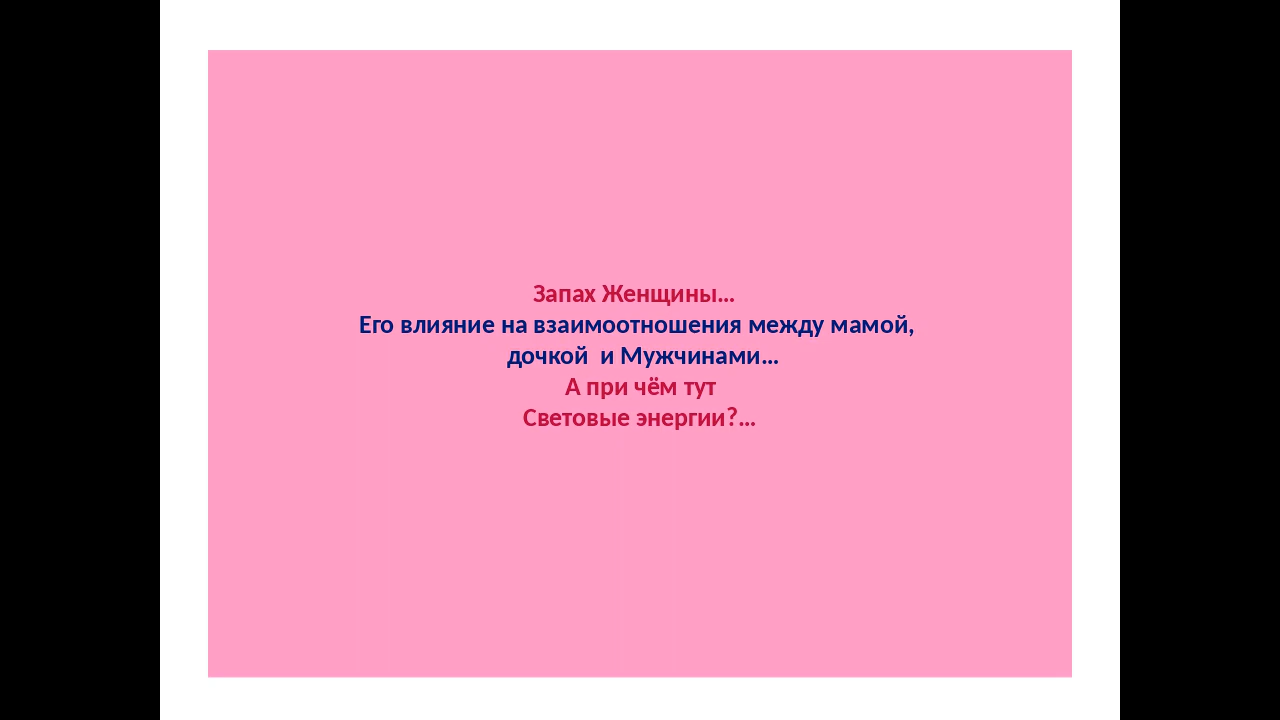 Запах Женщины...
Его влияние на взаимоотношения между мамой,
дочкой  и Мужчинами...
А при чём тут
Световые энергии?...